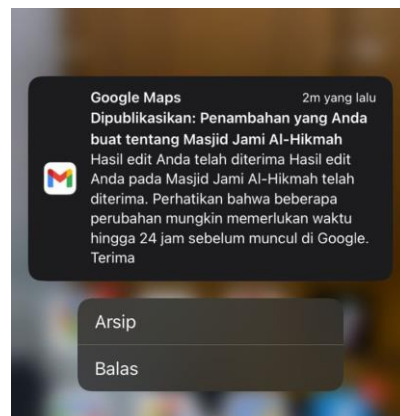 Google Maps 2m yang lalu
Dipublikasikan: Penambahan yang Anda
buat tentang Masjid Jami Al-Hikmah
Hasil edit Anda telah diterima Hasil edit
Anda pada Masjid Jami Al-Hikmah telah
diterima. Perhatikan bahwa beberapa
perubahan mungkin memerlukan waktu
hingga 24 jam sebelum muncul di Google.
Terima
Arsip
Balas